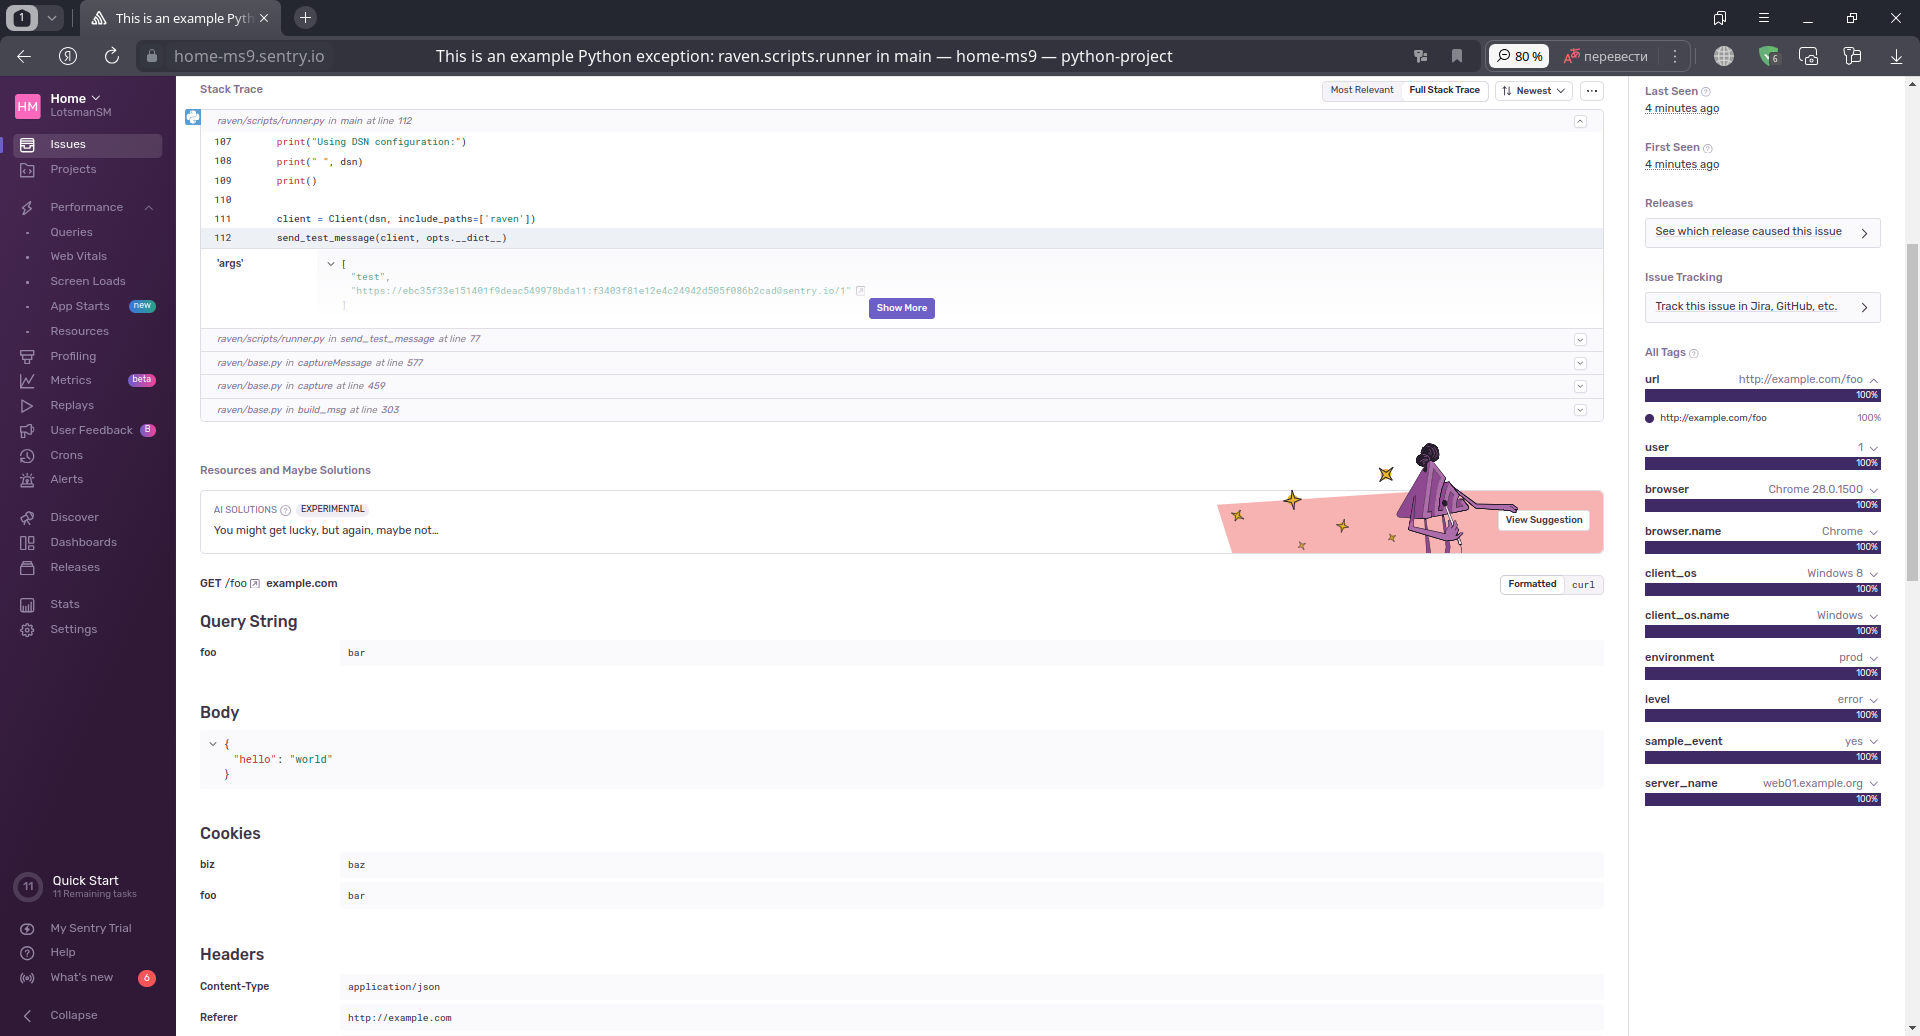 1
This is an example Pyth
Я
home-ms9.sentry.io
This is an example Python exception: raven.scripts.runner in main — home-ms9 — python-project
80 %
перевести
6
HM
Home
LotsmanSM
Issues
Projects
Performance
Queries
Web Vitals
Screen Loads
App Starts new
Resources
Profiling
Metrics beta
Replays
User Feedback B
Crons
Alerts
Discover
Dashboards
Releases
Stats
Settings
11
Quick Start
11 Remaining tasks
My Sentry Trial
Help
What's new 6
Collapse
Stack Trace
Most Relevant Full Stack Trace Newest
raven/scripts/runner.py in main at line 112
107 print("Using DSN configuration:")
108 print(" ", dsn)
109 print()
110
111 client = Client(dsn, include_paths=['raven'])
112 send_test_message(client, opts.__dict__)
'args' [
"test",
"https://ebc35f33e151401f9deac549978bda11:f3403f81e12e4c24942d505f086b2cad@sentry.io/1"
]
Show More
raven/scripts/runner.py in send_test_message at line 77
raven/base.py in captureMessage at line 577
raven/base.py in capture at line 459
raven/base.py in build_msg at line 303
Resources and Maybe Solutions
AI SOLUTIONS EXPERIMENTAL
You might get lucky, but again, maybe not...
View Suggestion
GET /foo example.com
Formatted curl
Query String
foo bar
Body
{
"hello": "world"
}
Cookies
biz baz
foo bar
Headers
Content-Type application/json
Referer http://example.com
Last Seen
4 minutes ago
First Seen
4 minutes ago
Releases
See which release caused this issue
Issue Tracking
Track this issue in Jira, GitHub, etc.
All Tags
url http://example.com/foo
100%
http://example.com/foo 100%
user 1
100%
browser Chrome 28.0.1500
100%
browser.name Chrome
100%
client_os Windows 8
100%
client_os.name Windows
100%
environment prod
100%
level error
100%
sample_event yes
100%
server_name web01.example.org
100%